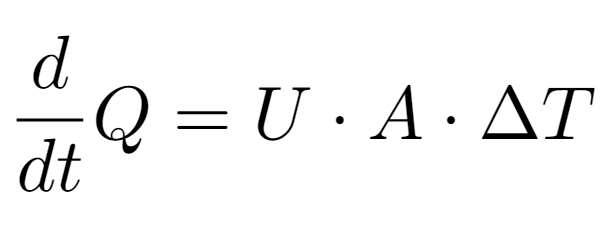 d/dt Q = U · A · ΔT